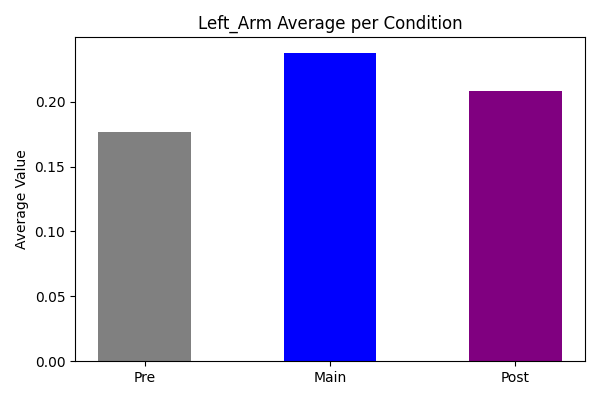 Left_Arm Average per Condition
Average Value
0.20
0.15
0.10
0.05
0.00
Pre
Main
Post